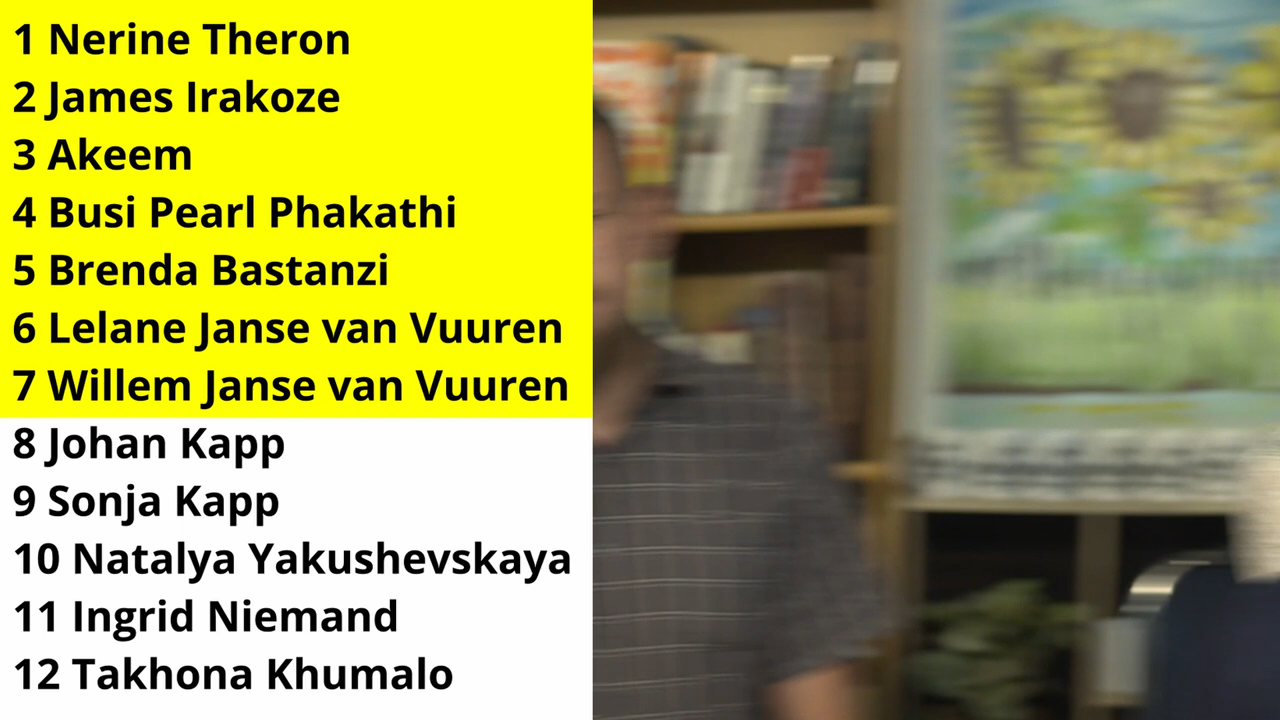 1 Nerine Theron
2 James Irakoze
3 Akeem
4 Busi Pearl Phakathi
5 Brenda Bastanzi
6 Lelane Janse van Vuuren
7 Willem Janse van Vuuren
8 Johan Kapp
9 Sonja Kapp
10 Natalya Yakushevskaya
11 Ingrid Niemand
12 Takhona Khumalo